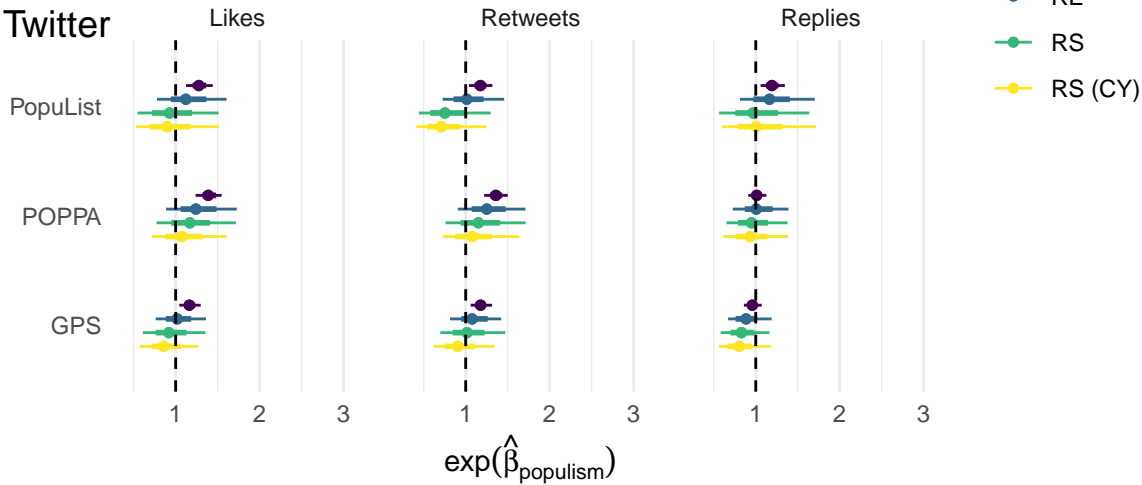 Twitter
Likes
Retweets
Replies
RS
RS (CY)
PopuList
POPPA
GPS
1 2 3
1 2 3
1 2 3
exp(β̂populism)